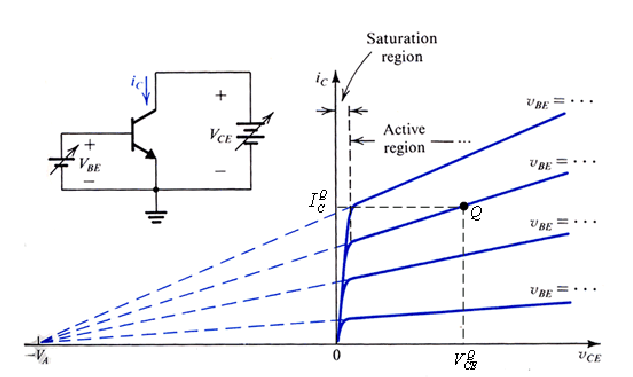 Saturation
region
i_C
i_C
+
V_CE
−
+
V_BE
−
Active ...
region
v_BE = ···
v_BE = ···
v_BE = ···
v_BE = ···
I_C^Q
Q
−V_A
0
V_CE^Q
v_CE